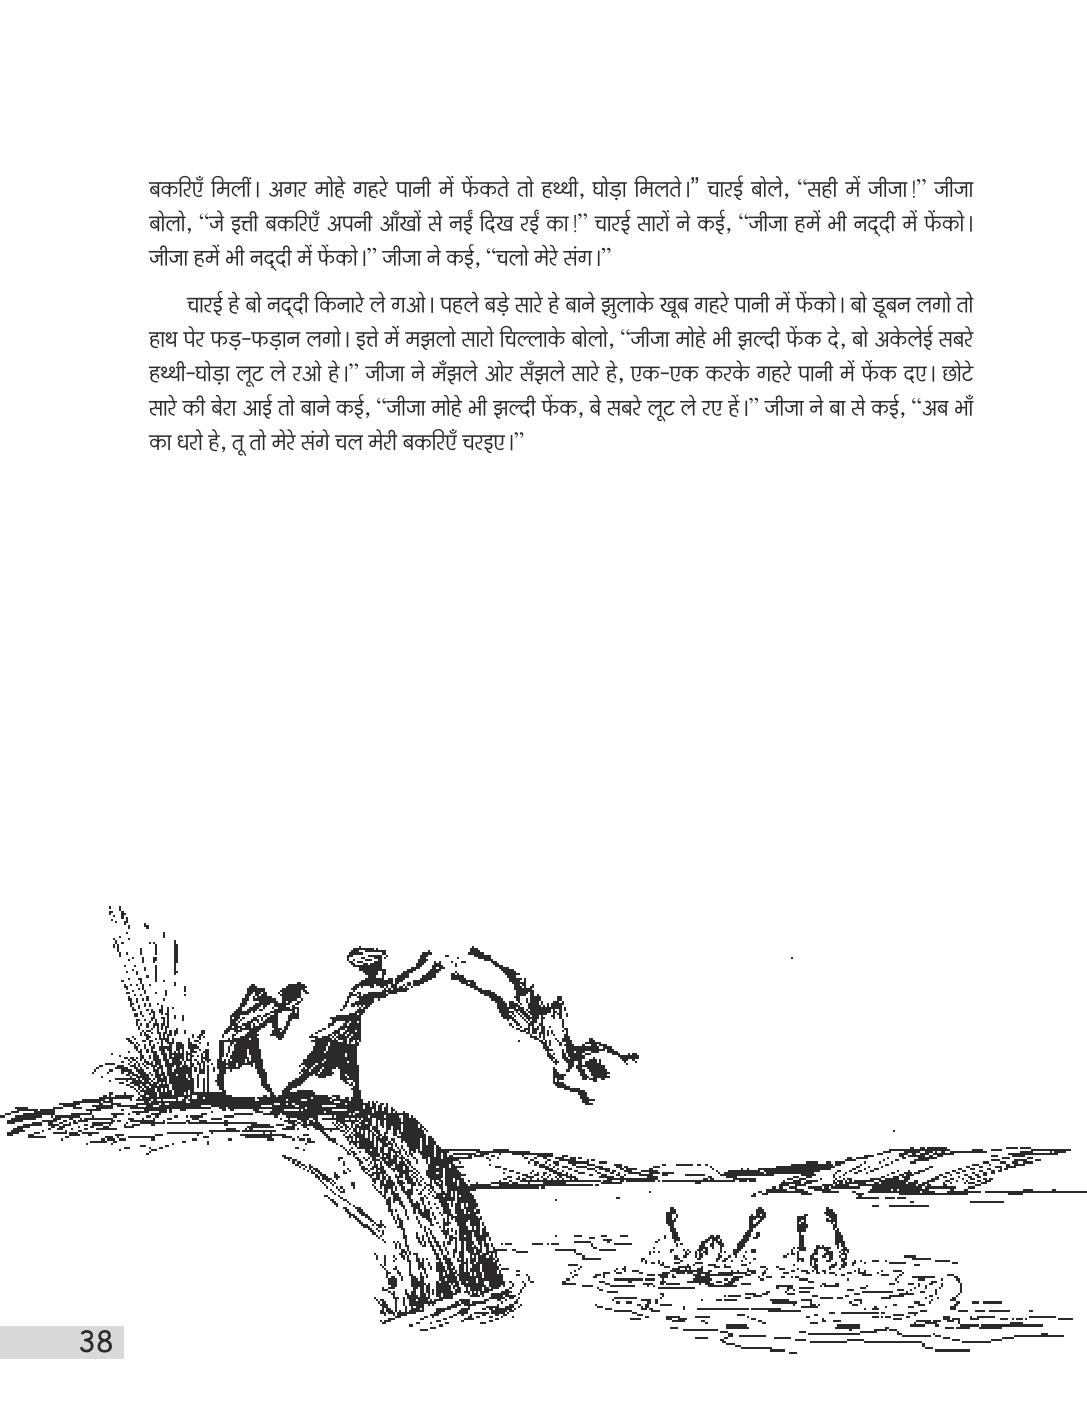 बकरिएँ मिलीं। अगर मोहे गहरे पानी में फेंकते तो हथ्थी, घोड़ा मिलते।” चारई बोले, “सही में जीजा!” जीजा
बोलो, “जे इत्ती बकरिएँ अपनी आँखों से नईं दिख रईं का!” चारई सारों ने कई, “जीजा हमें भी नद्‌दी में फेंको।
जीजा हमें भी नद्‌दी में फेंको।” जीजा ने कई, “चलो मेरे संग।”
चारई हे बो नद्‌दी किनारे ले गओ। पहले बड़े सारे हे बाने झुलाके खूब गहरे पानी में फेंको। बो डूबन लगो तो
हाथ पेर फड़-फड़ान लगो। इत्ते में मझलो सारो चिल्लाके बोलो, “जीजा मोहे भी झल्दी फेंक दे, बो अकेलेई सबरे
हथ्थी-घोड़ा लूट ले रओ हे।” जीजा ने मँझले ओर सँझले सारे हे, एक-एक करके गहरे पानी में फेंक दए। छोटे
सारे की बेरा आई तो बाने कई, “जीजा मोहे भी झल्दी फेंक, बे सबरे लूट ले रए हें।” जीजा ने बा से कई, “अब भाँ
का धरो हे, तू तो मेरे संगे चल मेरी बकरिएँ चरइए।”
38